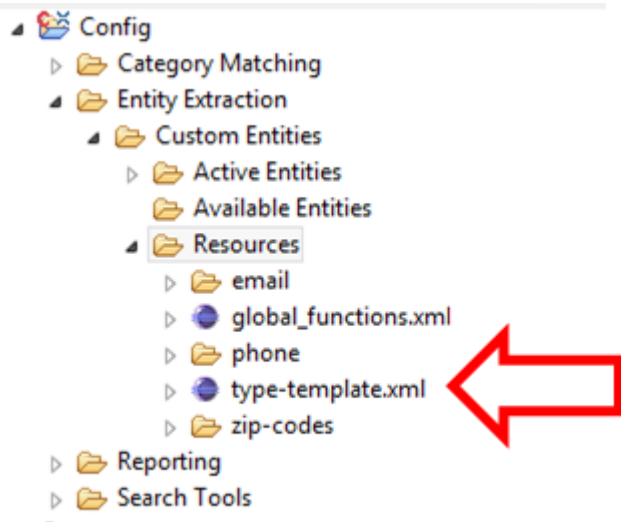 Config
Category Matching
Entity Extraction
Custom Entities
Active Entities
Available Entities
Resources
email
global_functions.xml
phone
type-template.xml
zip-codes
Reporting
Search Tools